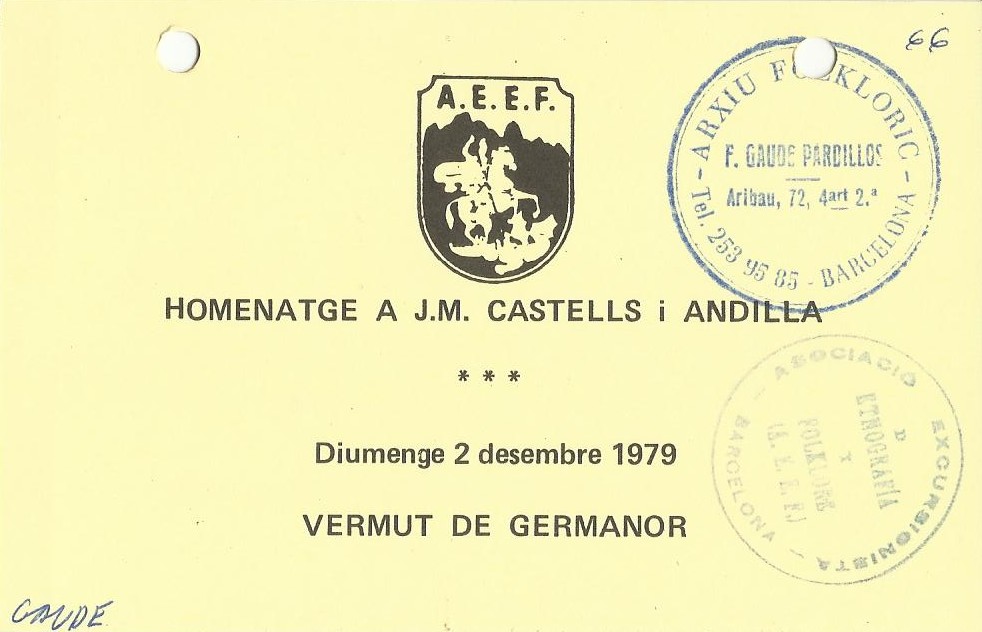 66
A.E.E.F.
- ARXIU FOLKLORIC -
F. GAUDE PARDILLOS
Aribau, 72, 4art 2.ª
Tel. 253 95 85 - BARCELONA
HOMENATGE A J.M. CASTELLS i ANDILLA
* * *
Diumenge 2 desembre 1979
VERMUT DE GERMANOR
- ASOCIACIÓ EXCURSIONISTA -
D
ETNOGRAFIA
Y
FOLKLORE
(A. E. E. F.)
BARCELONA
GAUDE